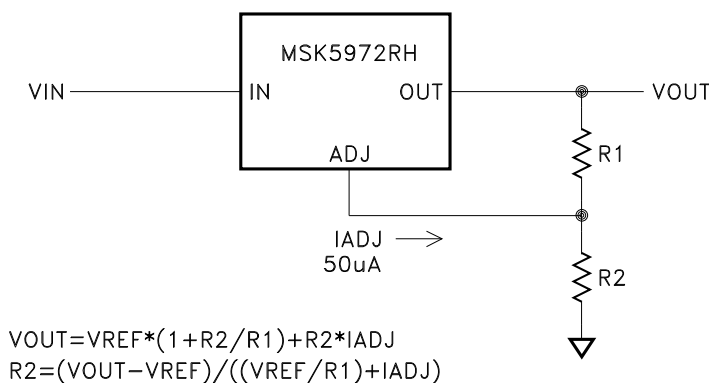 MSK5972RH
VIN
IN
OUT
VOUT
ADJ
R1
IADJ
50uA
R2
VOUT=VREF*(1+R2/R1)+R2*IADJ
R2=(VOUT-VREF)/((VREF/R1)+IADJ)